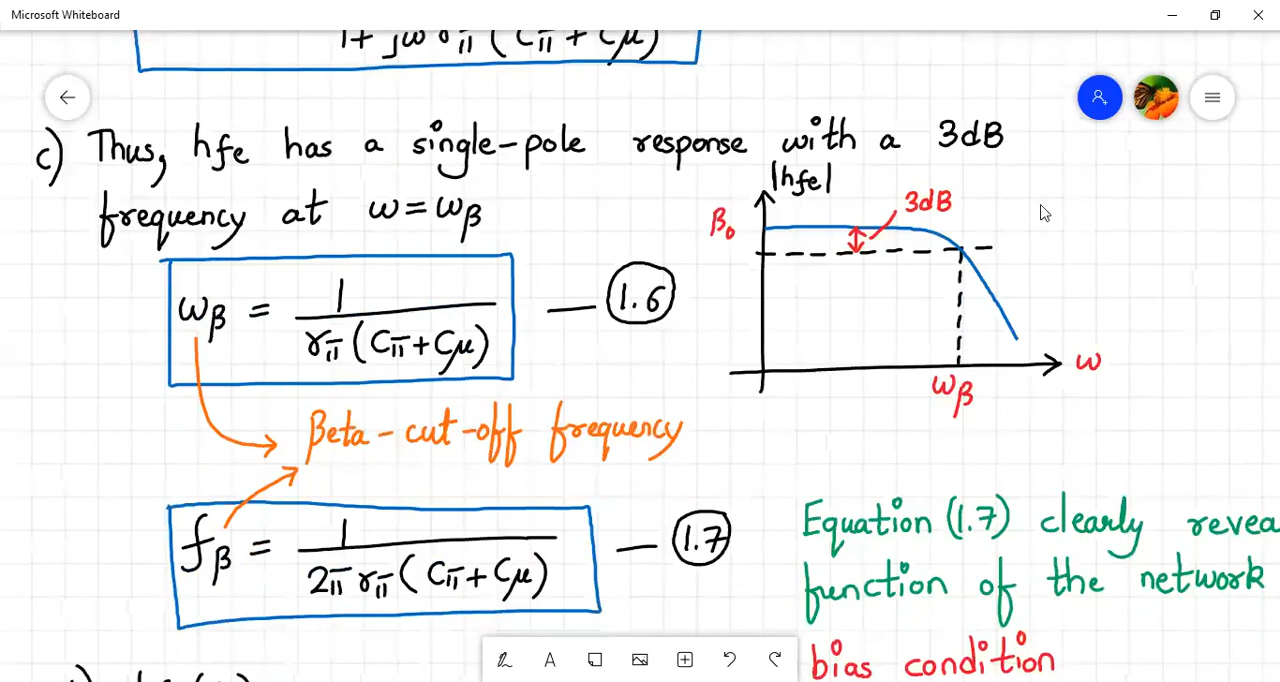 Microsoft Whiteboard
1 + jω rπ (Cπ + Cμ)
c) Thus, hfe has a single-pole response with a 3dB
frequency at ω = ωβ
|hfe|
β₀
3dB
ω
ωβ
ωβ = 1 / rπ (Cπ + Cμ) — 1.6
Beta-cut-off frequency
fβ = 1 / 2π rπ (Cπ + Cμ) — 1.7
Equation (1.7) clearly revea
function of the network
bias condition